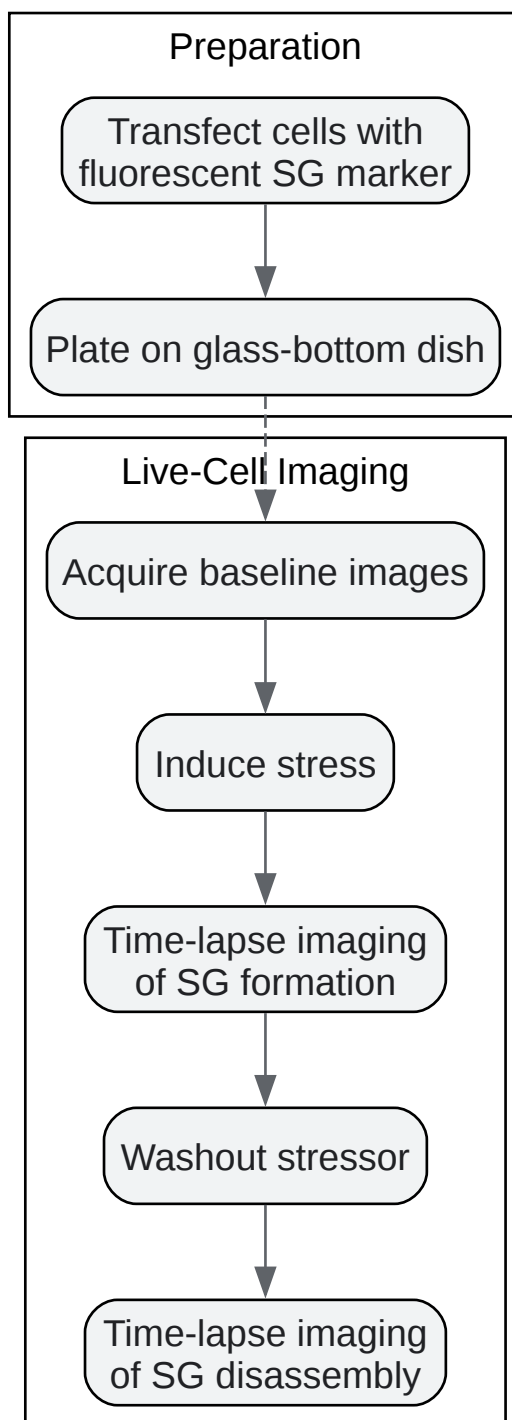 Preparation
Transfect cells with
fluorescent SG marker
Plate on glass-bottom dish
Live-Cell Imaging
Acquire baseline images
Induce stress
Time-lapse imaging
of SG formation
Washout stressor
Time-lapse imaging
of SG disassembly